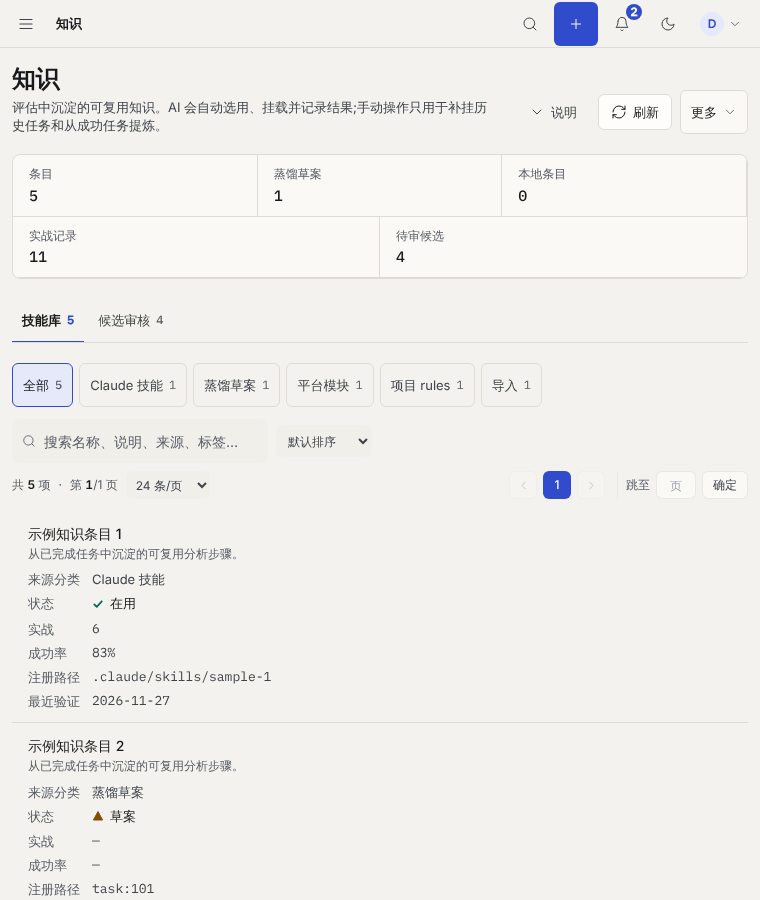 知识
2
D
知识
评估中沉淀的可复用知识。AI 会自动选用、挂载并记录结果;手动操作只用于补挂历
史任务和从成功任务提炼。
说明
刷新
更多
条目
5
蒸馏草案
1
本地条目
0
实战记录
11
待审候选
4
技能库 5
候选审核 4
全部 5
Claude 技能 1
蒸馏草案 1
平台模块 1
项目 rules 1
导入 1
搜索名称、说明、来源、标签...
默认排序
共 5 项 · 第 1/1 页
24 条/页
1
跳至
页
确定
示例知识条目 1
从已完成任务中沉淀的可复用分析步骤。
来源分类 Claude 技能
状态 在用
实战 6
成功率 83%
注册路径 .claude/skills/sample-1
最近验证 2026-11-27
示例知识条目 2
从已完成任务中沉淀的可复用分析步骤。
来源分类 蒸馏草案
状态 草案
实战 —
成功率 —
注册路径 task:101